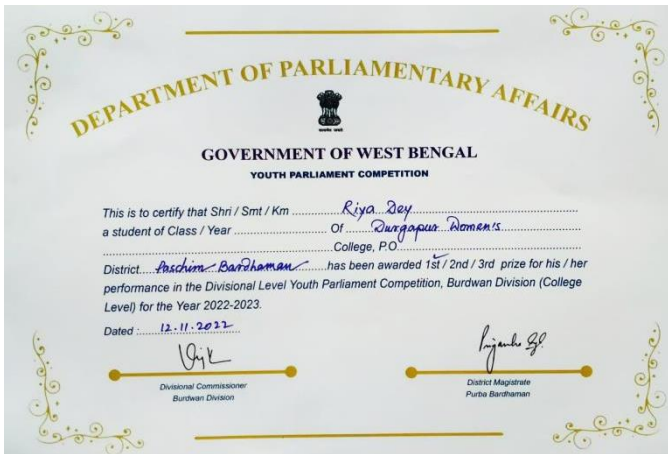 DEPARTMENT OF PARLIAMENTARY AFFAIRS
GOVERNMENT OF WEST BENGAL
YOUTH PARLIAMENT COMPETITION
This is to certify that Shri / Smt / Km ............ Riya Dey ............
a student of Class / Year ............ Of ...... Durgapur Women's ............
............ College, P.O ............
District.... Paschim Bardhaman ......has been awarded 1st / 2nd / 3rd prize for his / her
performance in the Divisional Level Youth Parliament Competition, Burdwan Division (College
Level) for the Year 2022-2023.
Dated : ..... 12.11.2022 ......
Divisional Commissioner
Burdwan Division
District Magistrate
Purba Bardhaman